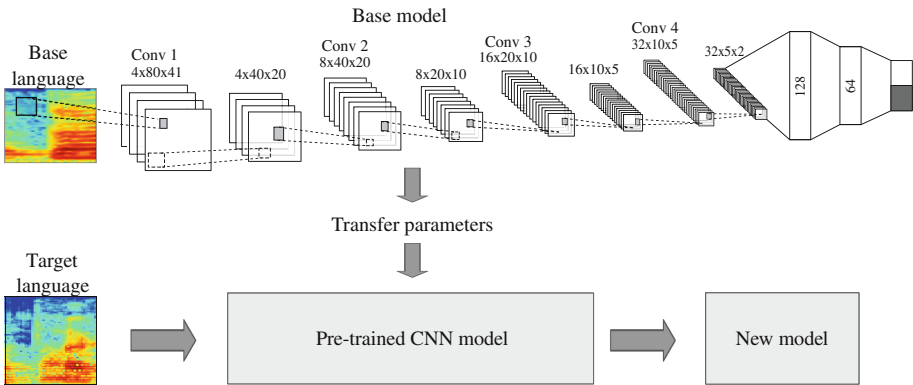 Base model
Base
language
Conv 1
4x80x41
4x40x20
Conv 2
8x40x20
8x20x10
Conv 3
16x20x10
16x10x5
Conv 4
32x10x5
32x5x2
128
64
Transfer parameters
Target
language
Pre-trained CNN model
New model